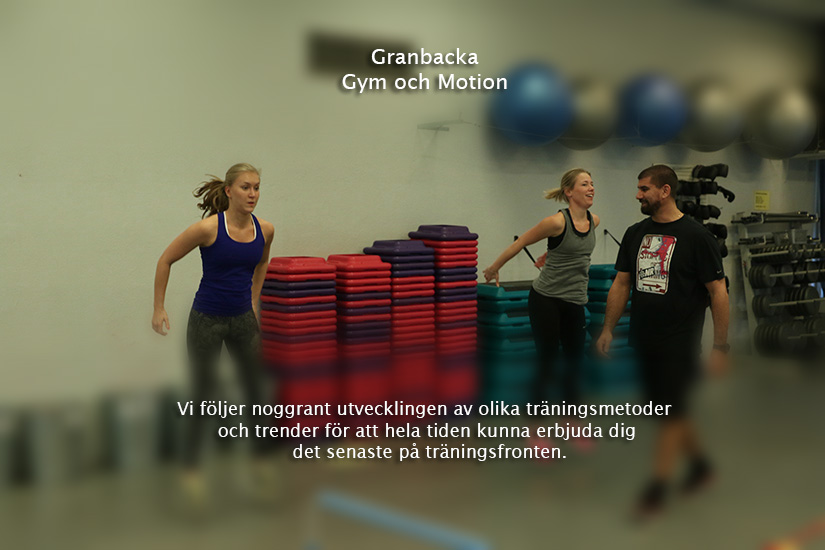 Granbacka
Gym och Motion
Vi följer noggrant utvecklingen av olika träningsmetoder
och trender för att hela tiden kunna erbjuda dig
det senaste på träningsfronten.